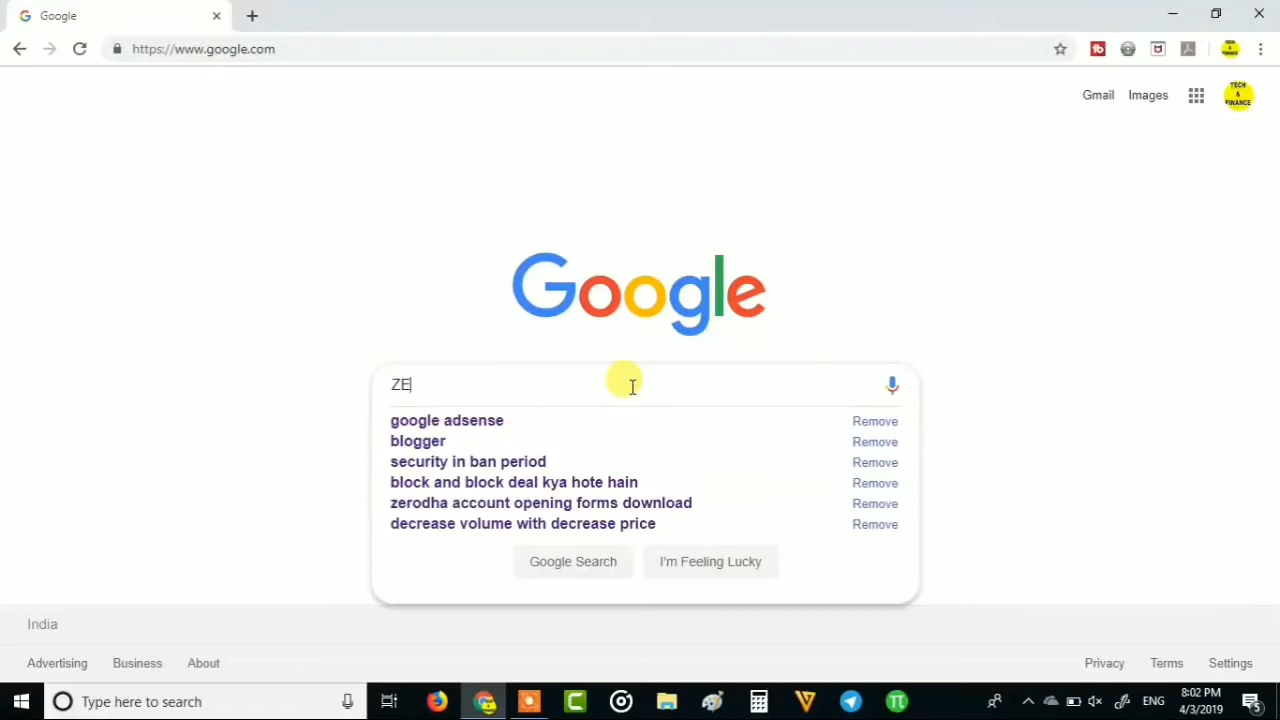 Google
https://www.google.com
Gmail Images
TECH
&
FINANCE
Google
ZE
google adsense Remove
blogger Remove
security in ban period Remove
block and block deal kya hote hain Remove
zerodha account opening forms download Remove
decrease volume with decrease price Remove
Google Search I'm Feeling Lucky
India
Advertising Business About Privacy Terms Settings
Type here to search ENG 8:02 PM
4/3/2019 5